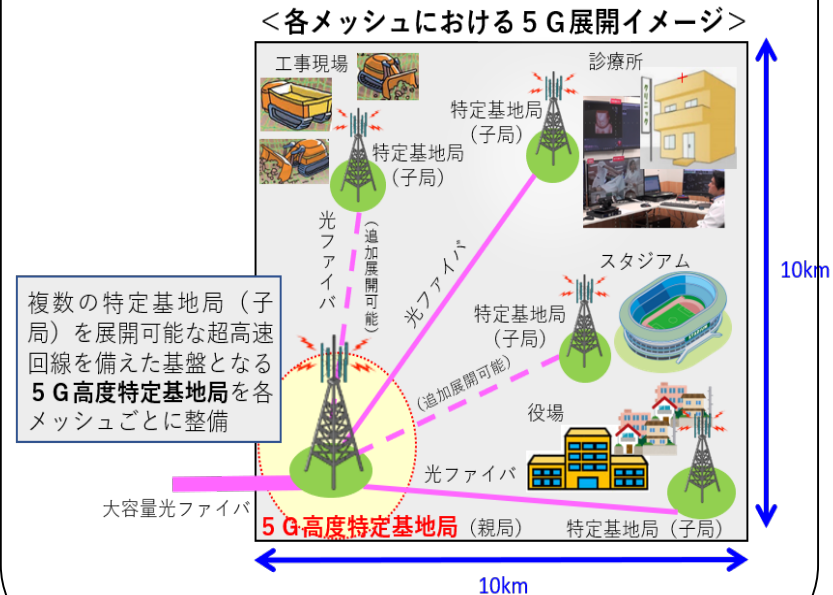 ＜各メッシュにおける５Ｇ展開イメージ＞
工事現場
特定基地局
（子局）
特定基地局
（子局）
診療所
クリニック
光ファイバ
（追加展開可能）
光ファイバ
スタジアム
特定基地局
（子局）
（追加展開可能）
10km
複数の特定基地局（子
局）を展開可能な超高速
回線を備えた基盤となる
５Ｇ高度特定基地局を各
メッシュごとに整備
役場
光ファイバ
大容量光ファイバ
５Ｇ高度特定基地局（親局）
特定基地局（子局）
10km